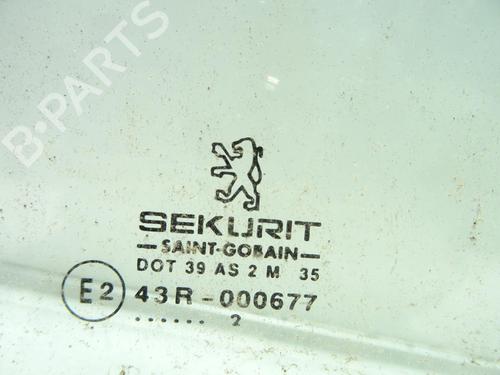 B-PARTS
SEKURIT
SAINT-GOBAIN
DOT 39 AS 2 M 35
E2 43R-000677
...... 2